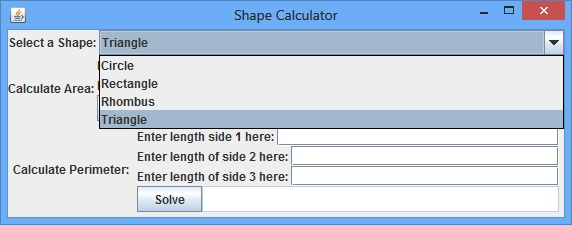 Shape Calculator
Select a Shape: Triangle
Circle
Rectangle
Calculate Area:
Rhombus
Triangle
Enter length side 1 here:
Enter length of side 2 here:
Calculate Perimeter:
Enter length of side 3 here:
Solve